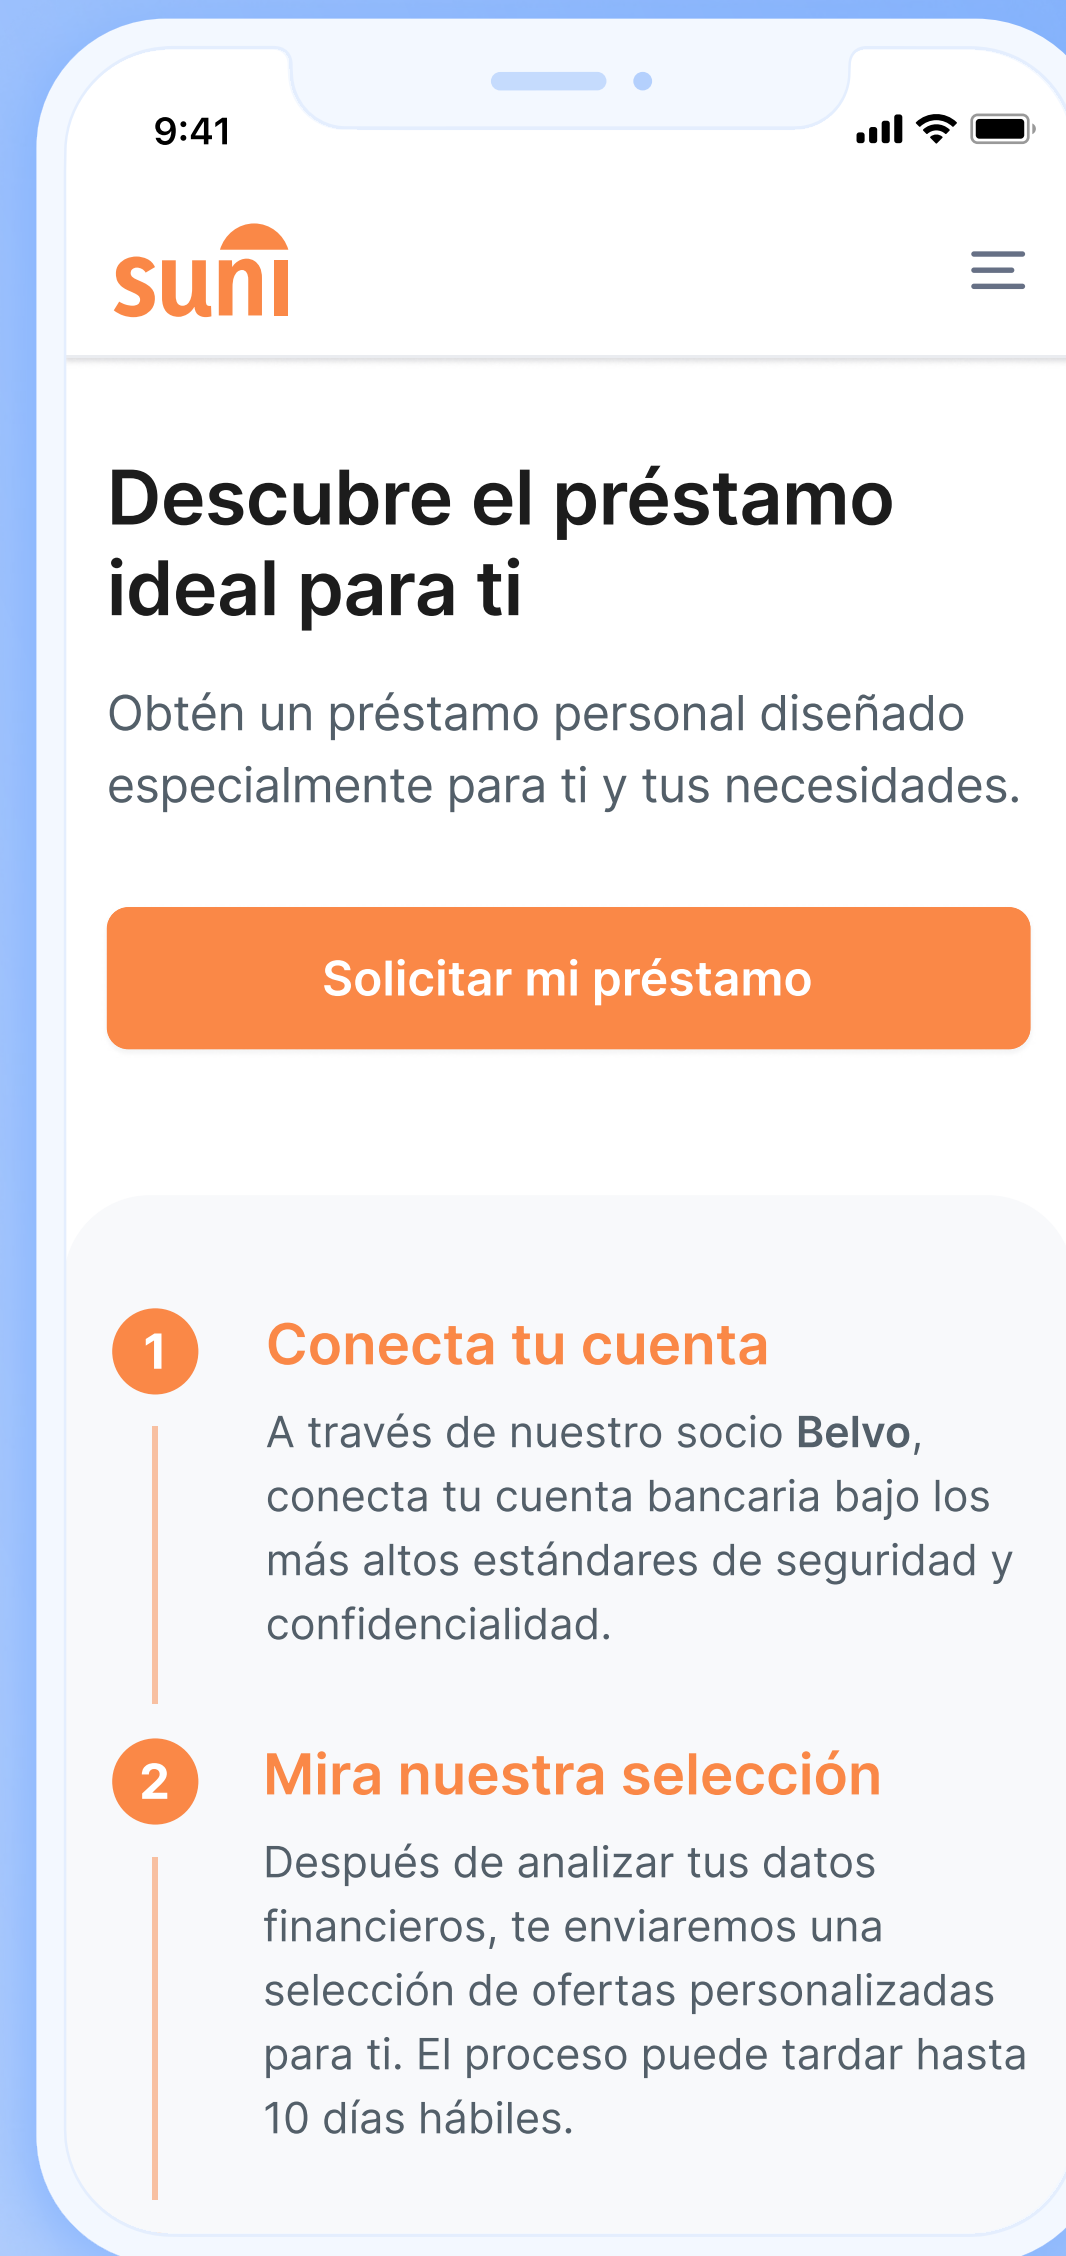 9:41
suni
Descubre el préstamo
ideal para ti
Obtén un préstamo personal diseñado
especialmente para ti y tus necesidades.
Solicitar mi préstamo
1
Conecta tu cuenta
A través de nuestro socio Belvo,
conecta tu cuenta bancaria bajo los
más altos estándares de seguridad y
confidencialidad.
2
Mira nuestra selección
Después de analizar tus datos
financieros, te enviaremos una
selección de ofertas personalizadas
para ti. El proceso puede tardar hasta
10 días hábiles.